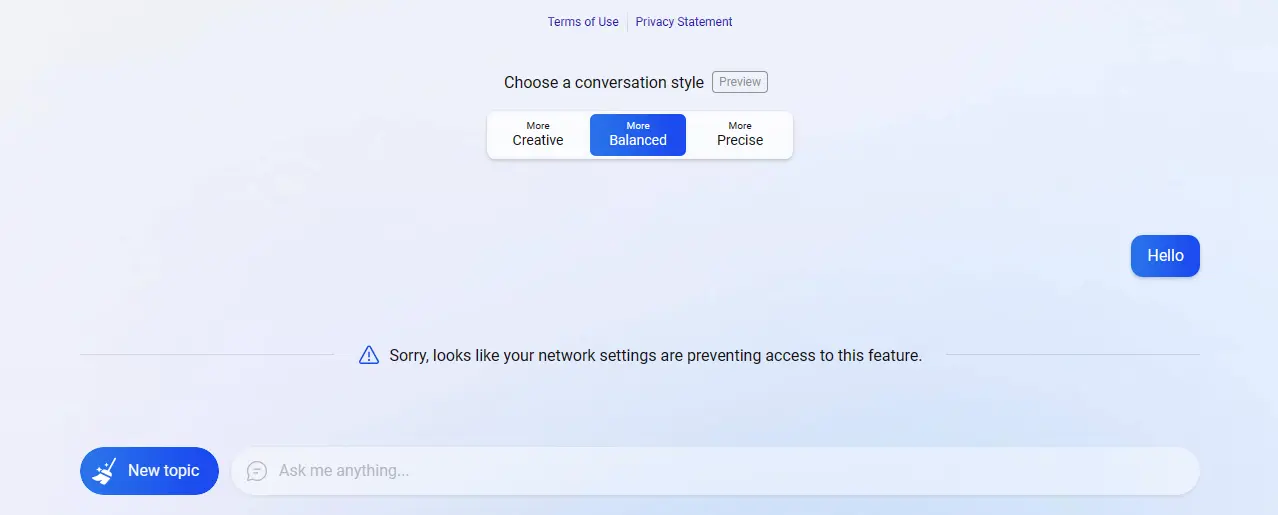 Terms of Use Privacy Statement
Choose a conversation style Preview
More Creative
More Balanced
More Precise
Hello
Sorry, looks like your network settings are preventing access to this feature.
New topic
Ask me anything...